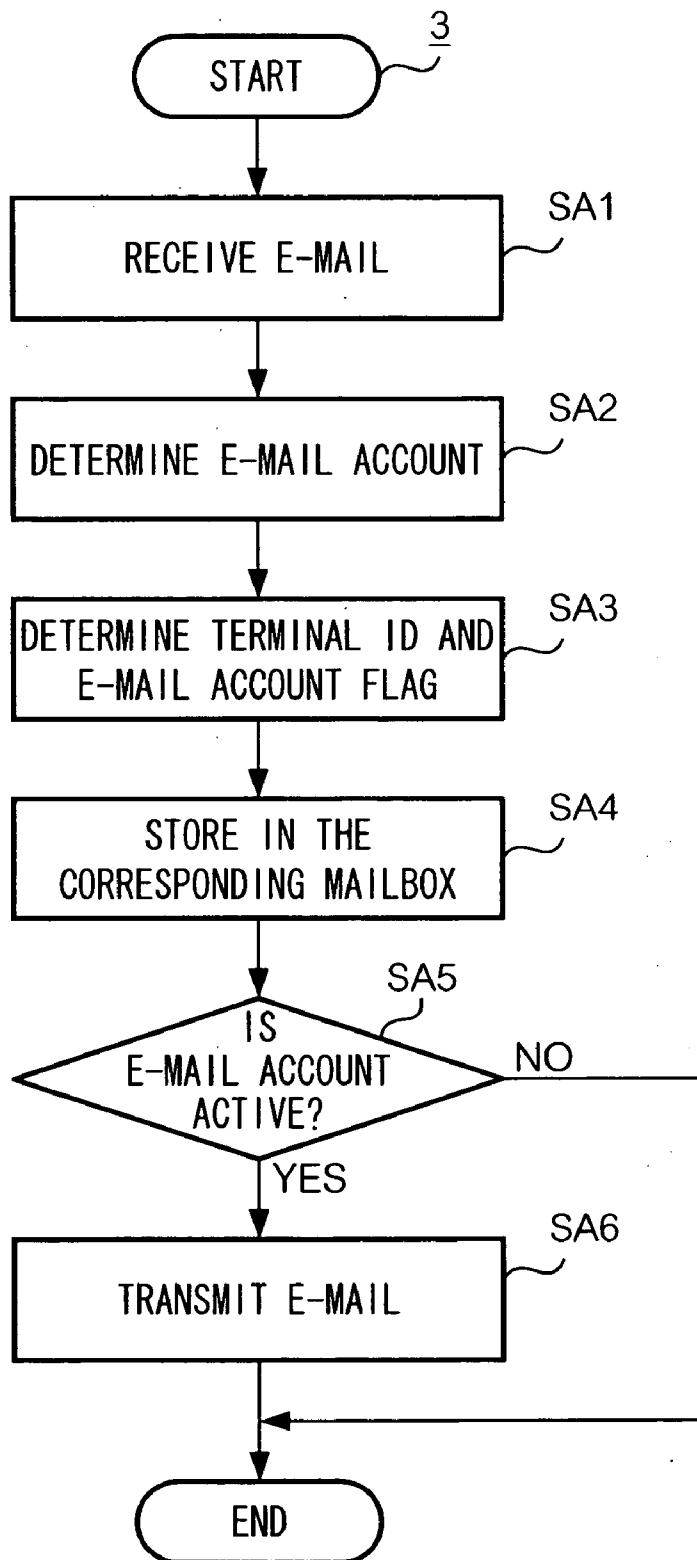 3
START
SA1
RECEIVE E-MAIL
SA2
DETERMINE E-MAIL ACCOUNT
SA3
DETERMINE TERMINAL ID AND
E-MAIL ACCOUNT FLAG
SA4
STORE IN THE
CORRESPONDING MAILBOX
SA5
IS
E-MAIL ACCOUNT
ACTIVE?
NO
YES
SA6
TRANSMIT E-MAIL
END